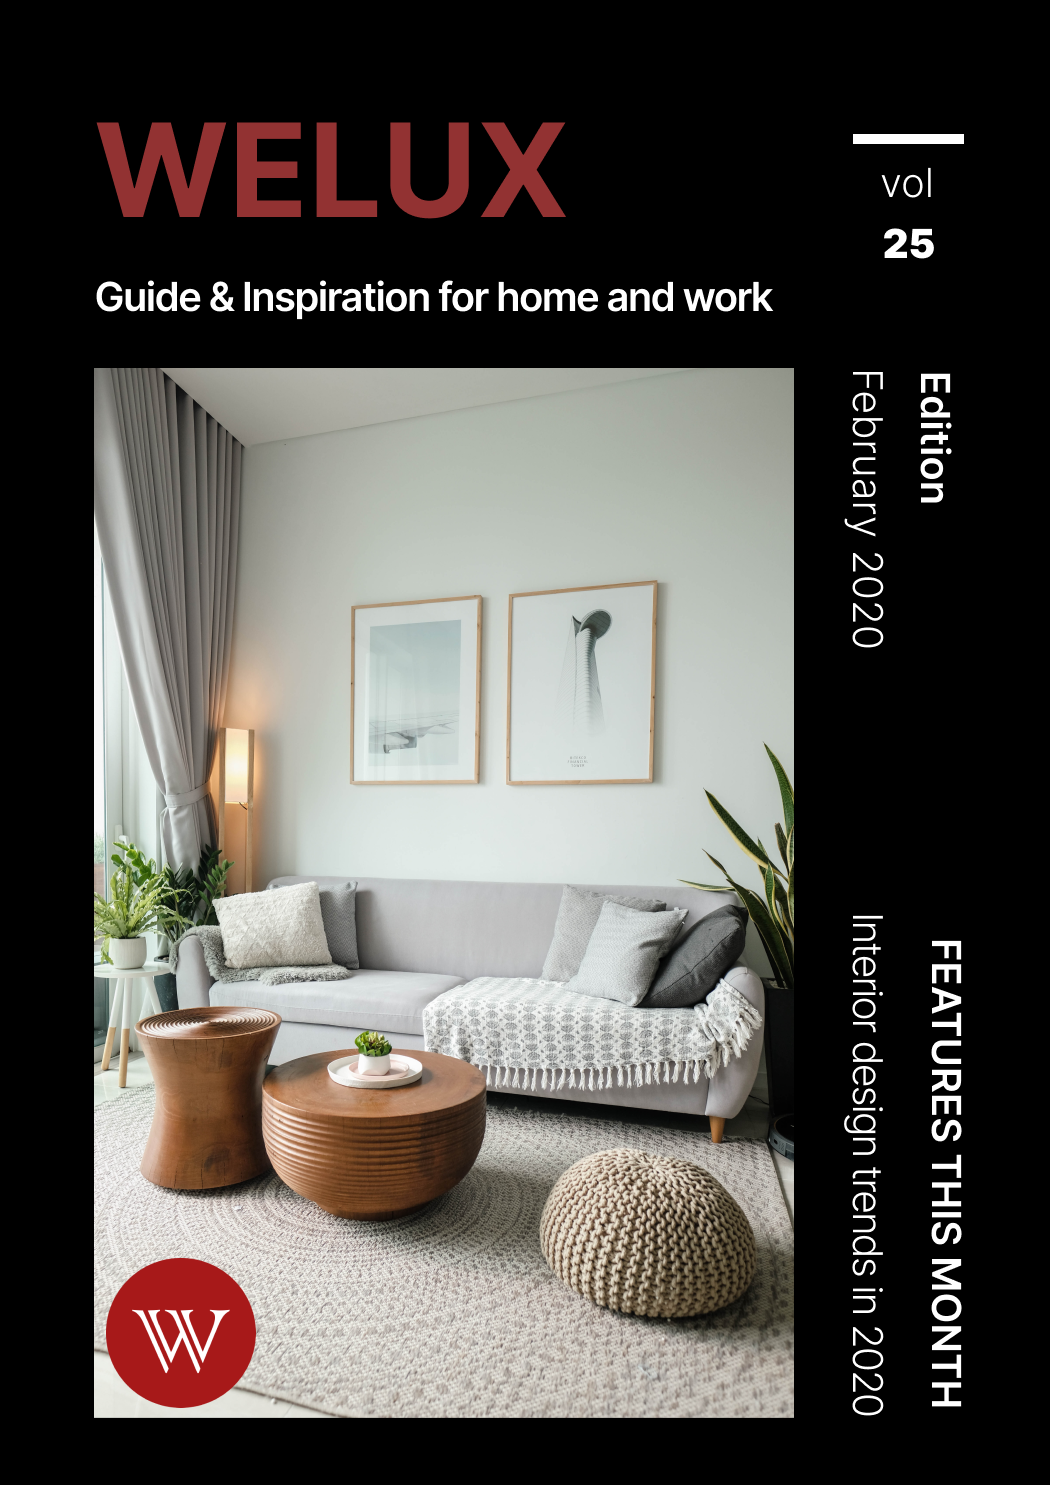 WELUX
vol
25
Guide & Inspiration for home and work
Edition
February 2020
FEATURES THIS MONTH
Interior design trends in 2020
W